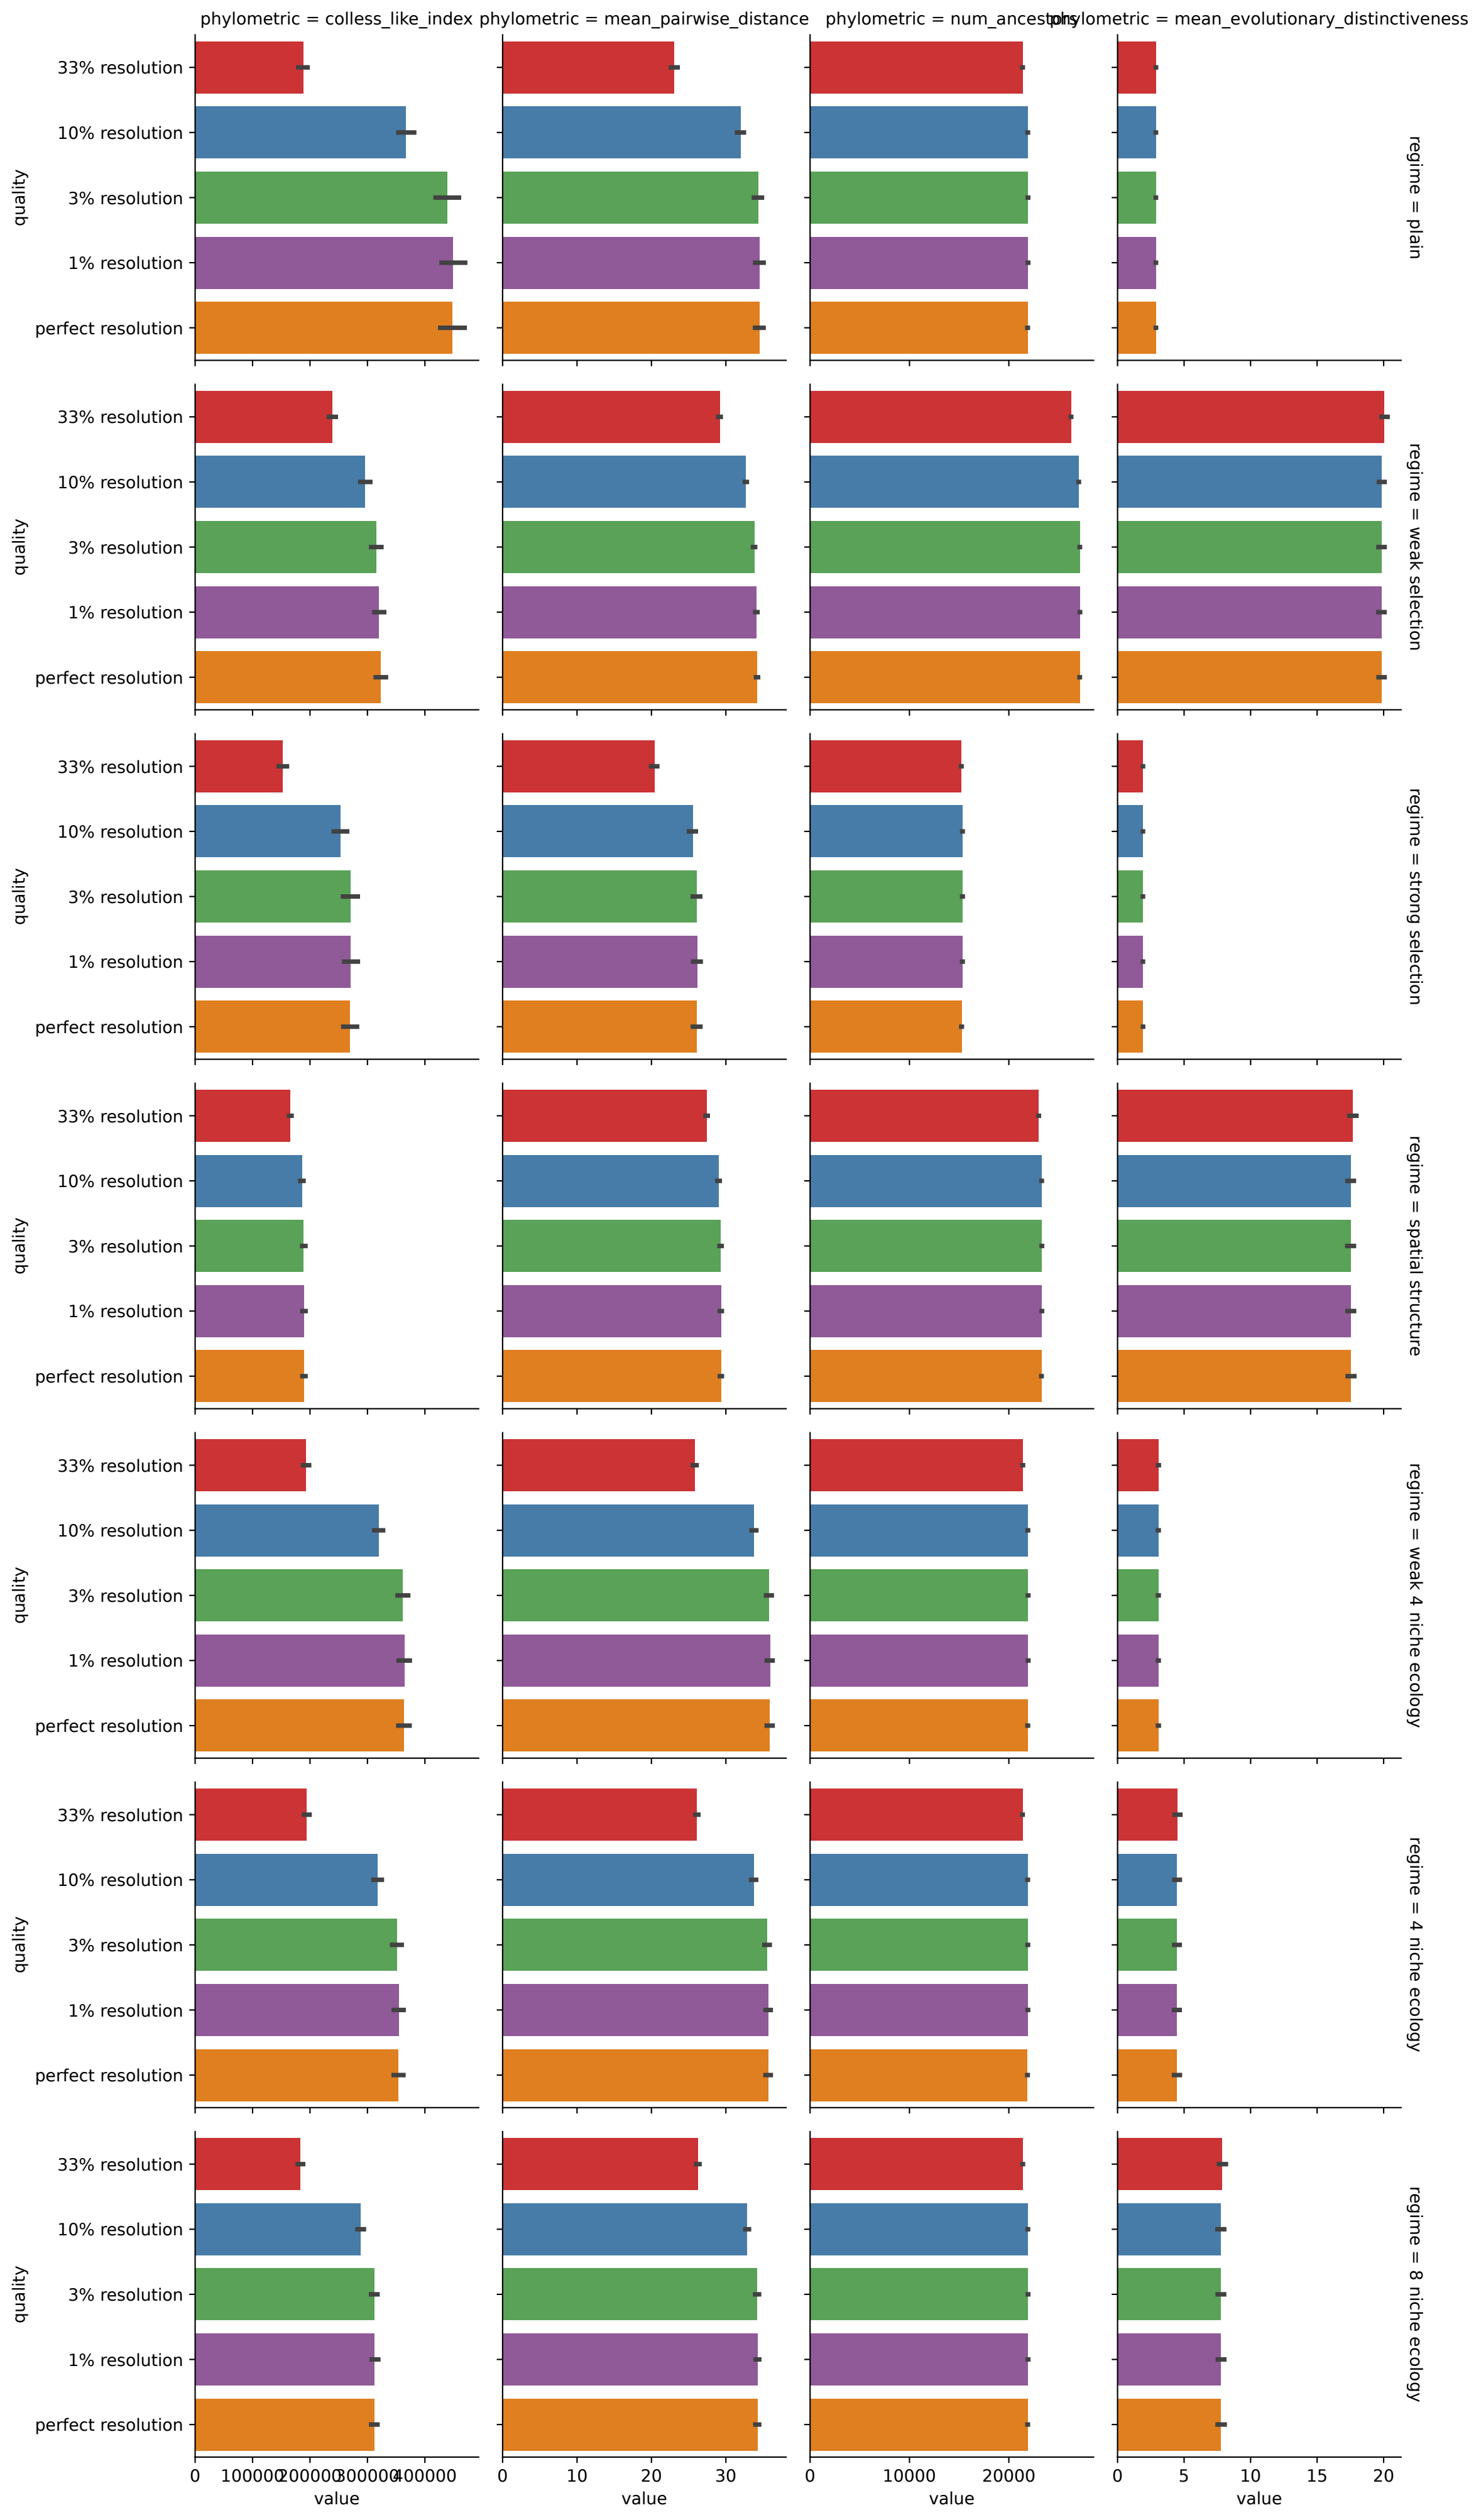 phylometric = colless_like_index
phylometric = mean_pairwise_distance
phylometric = num_ancestors
phylometric = mean_evolutionary_distinctiveness
33% resolution
10% resolution
3% resolution
1% resolution
perfect resolution
quality
regime = plain
33% resolution
10% resolution
3% resolution
1% resolution
perfect resolution
quality
regime = weak selection
33% resolution
10% resolution
3% resolution
1% resolution
perfect resolution
quality
regime = strong selection
33% resolution
10% resolution
3% resolution
1% resolution
perfect resolution
quality
regime = spatial structure
33% resolution
10% resolution
3% resolution
1% resolution
perfect resolution
quality
regime = weak 4 niche ecology
33% resolution
10% resolution
3% resolution
1% resolution
perfect resolution
quality
regime = 4 niche ecology
33% resolution
10% resolution
3% resolution
1% resolution
perfect resolution
quality
regime = 8 niche ecology
0 100000 200000 300000 400000
0 10 20 30
0 10000 20000
0 5 10 15 20
value
value
value
value